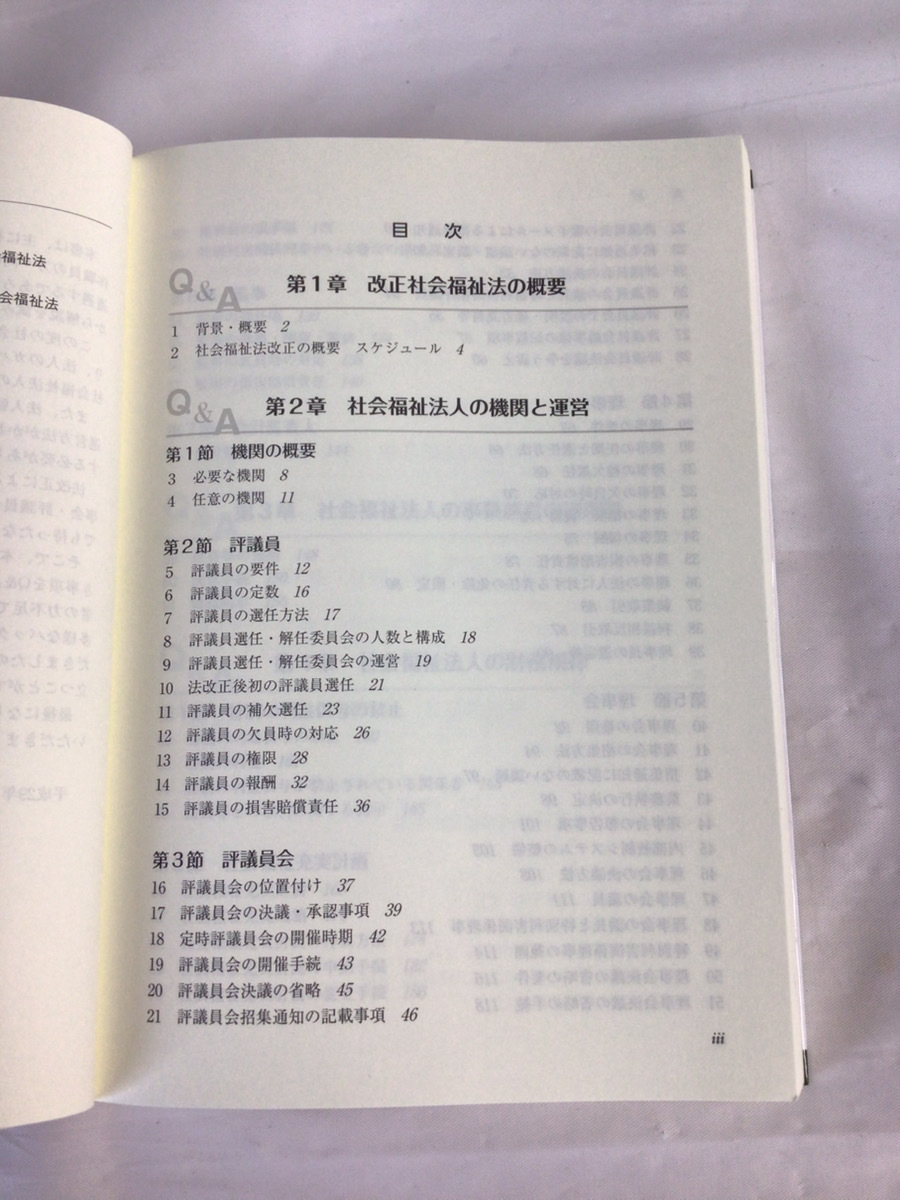 会福祉法
会福祉法
目　次
Q&A 第1章　改正社会福祉法の概要
1　背景・概要　2
2　社会福祉法改正の概要　スケジュール　4
Q&A 第2章　社会福祉法人の機関と運営
第1節　機関の概要
3　必要な機関　8
4　任意の機関　11
第2節　評議員
5　評議員の要件　12
6　評議員の定数　16
7　評議員の選任方法　17
8　評議員選任・解任委員会の人数と構成　18
9　評議員選任・解任委員会の運営　19
10　法改正後初の評議員選任　21
11　評議員の補欠選任　23
12　評議員の欠員時の対応　26
13　評議員の権限　28
14　評議員の報酬　32
15　評議員の損害賠償責任　36
第3節　評議員会
16　評議員会の位置付け　37
17　評議員会の決議・承認事項　39
18　定時評議員会の開催時期　42
19　評議員会の開催手続　43
20　評議員会決議の省略　45
21　評議員会招集通知の記載事項　46
iii